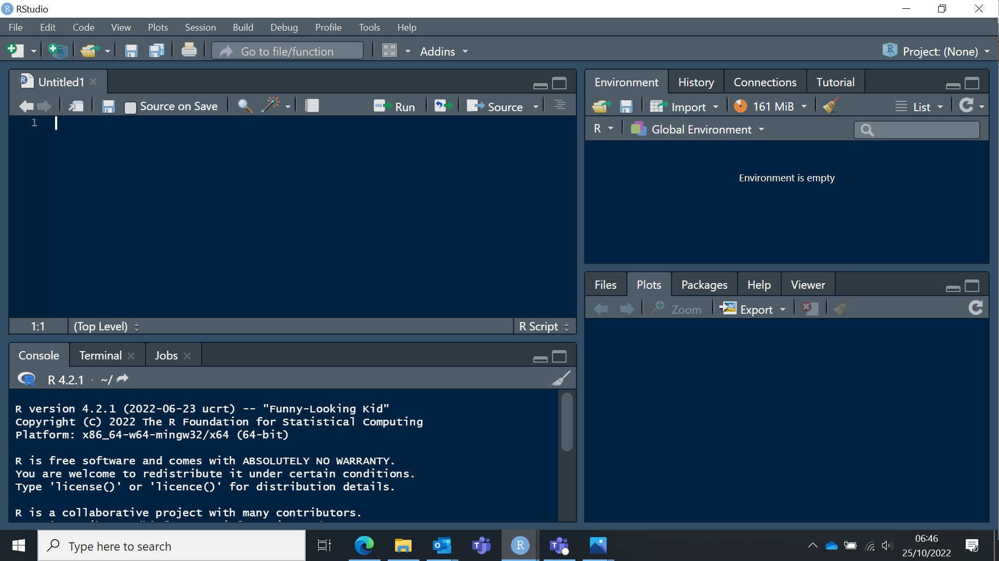 RStudio
File Edit Code View Plots Session Build Debug Profile Tools Help
Go to file/function Addins Project: (None)
Untitled1
Source on Save Run Source
1
1:1 (Top Level) R Script
Console Terminal Jobs
R 4.2.1 · ~/
R version 4.2.1 (2022-06-23 ucrt) -- "Funny-Looking Kid"
Copyright (C) 2022 The R Foundation for Statistical Computing
Platform: x86_64-w64-mingw32/x64 (64-bit)
R is free software and comes with ABSOLUTELY NO WARRANTY.
You are welcome to redistribute it under certain conditions.
Type 'license()' or 'licence()' for distribution details.
R is a collaborative project with many contributors.
Environment History Connections Tutorial
Import 161 MiB List
R Global Environment
Environment is empty
Files Plots Packages Help Viewer
Zoom Export
Type here to search
06:46
25/10/2022